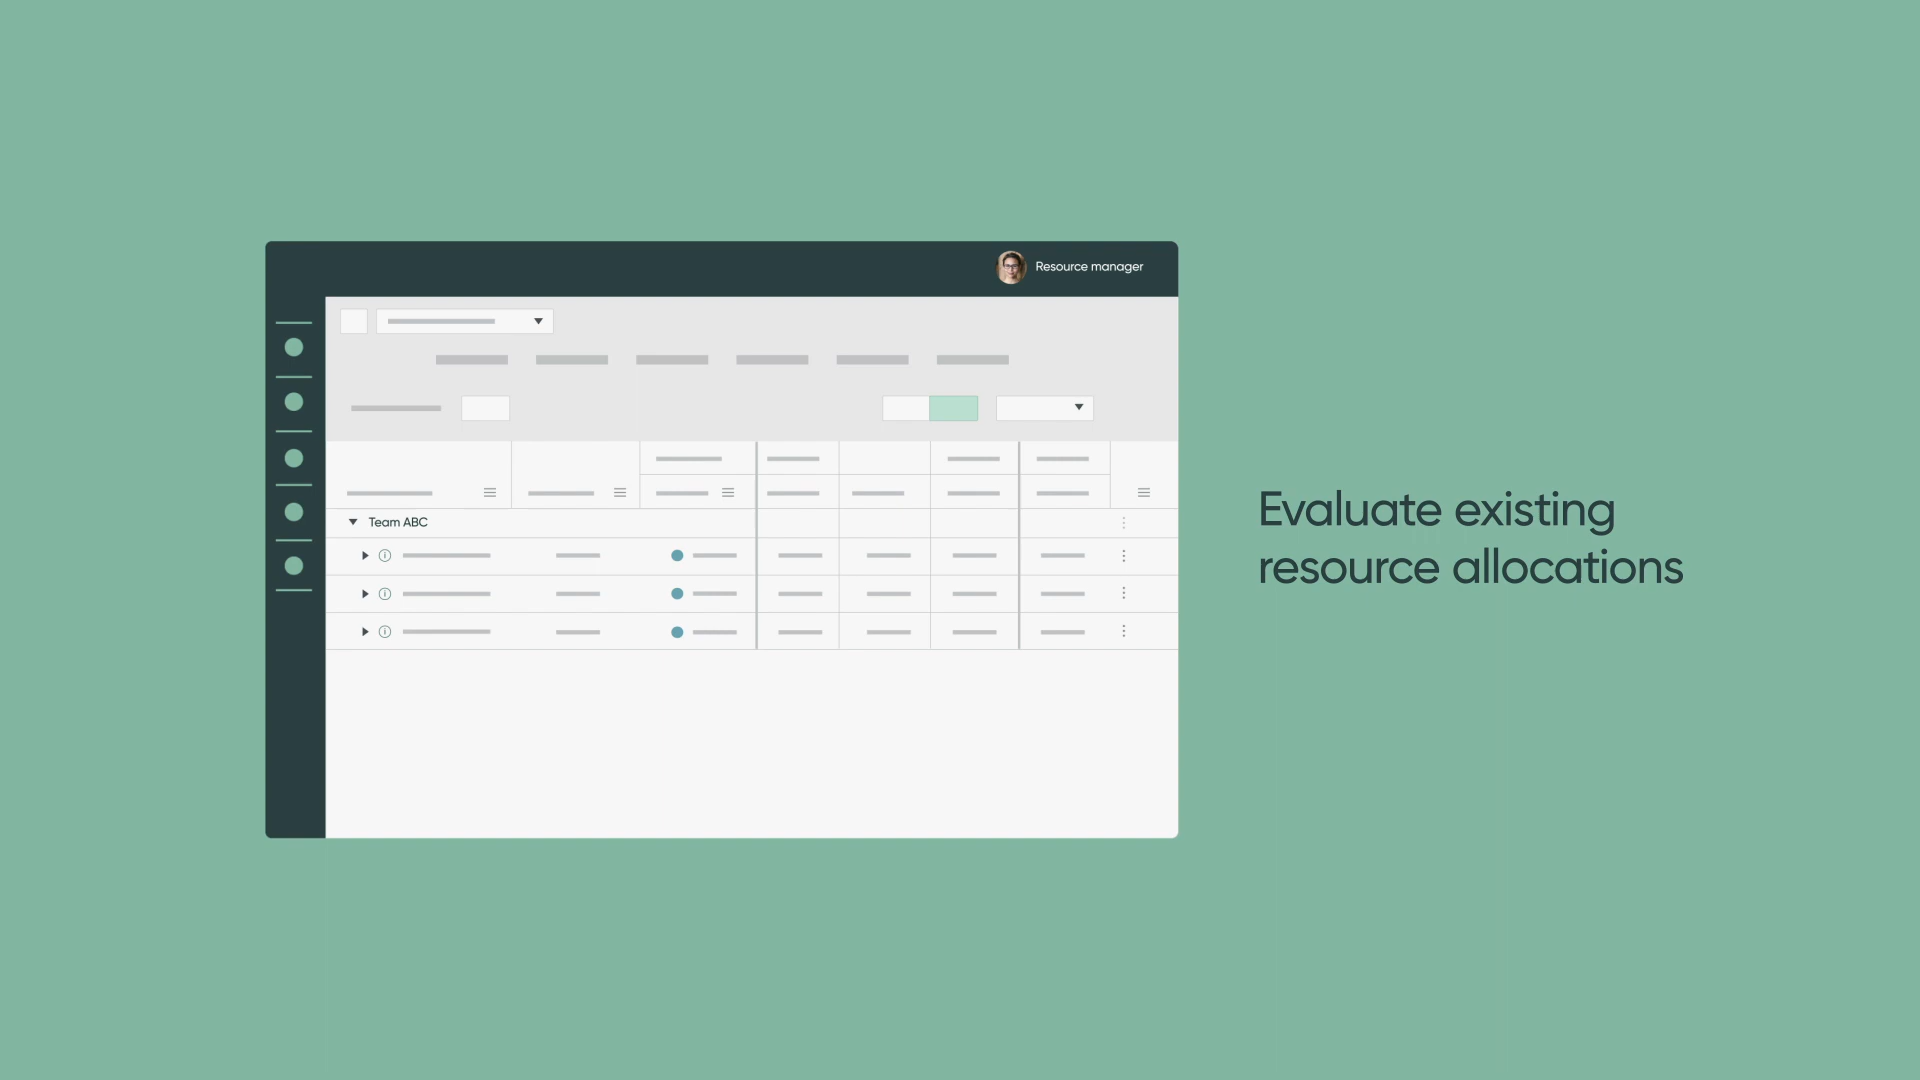 Resource manager
Team ABC
Evaluate existing
resource allocations